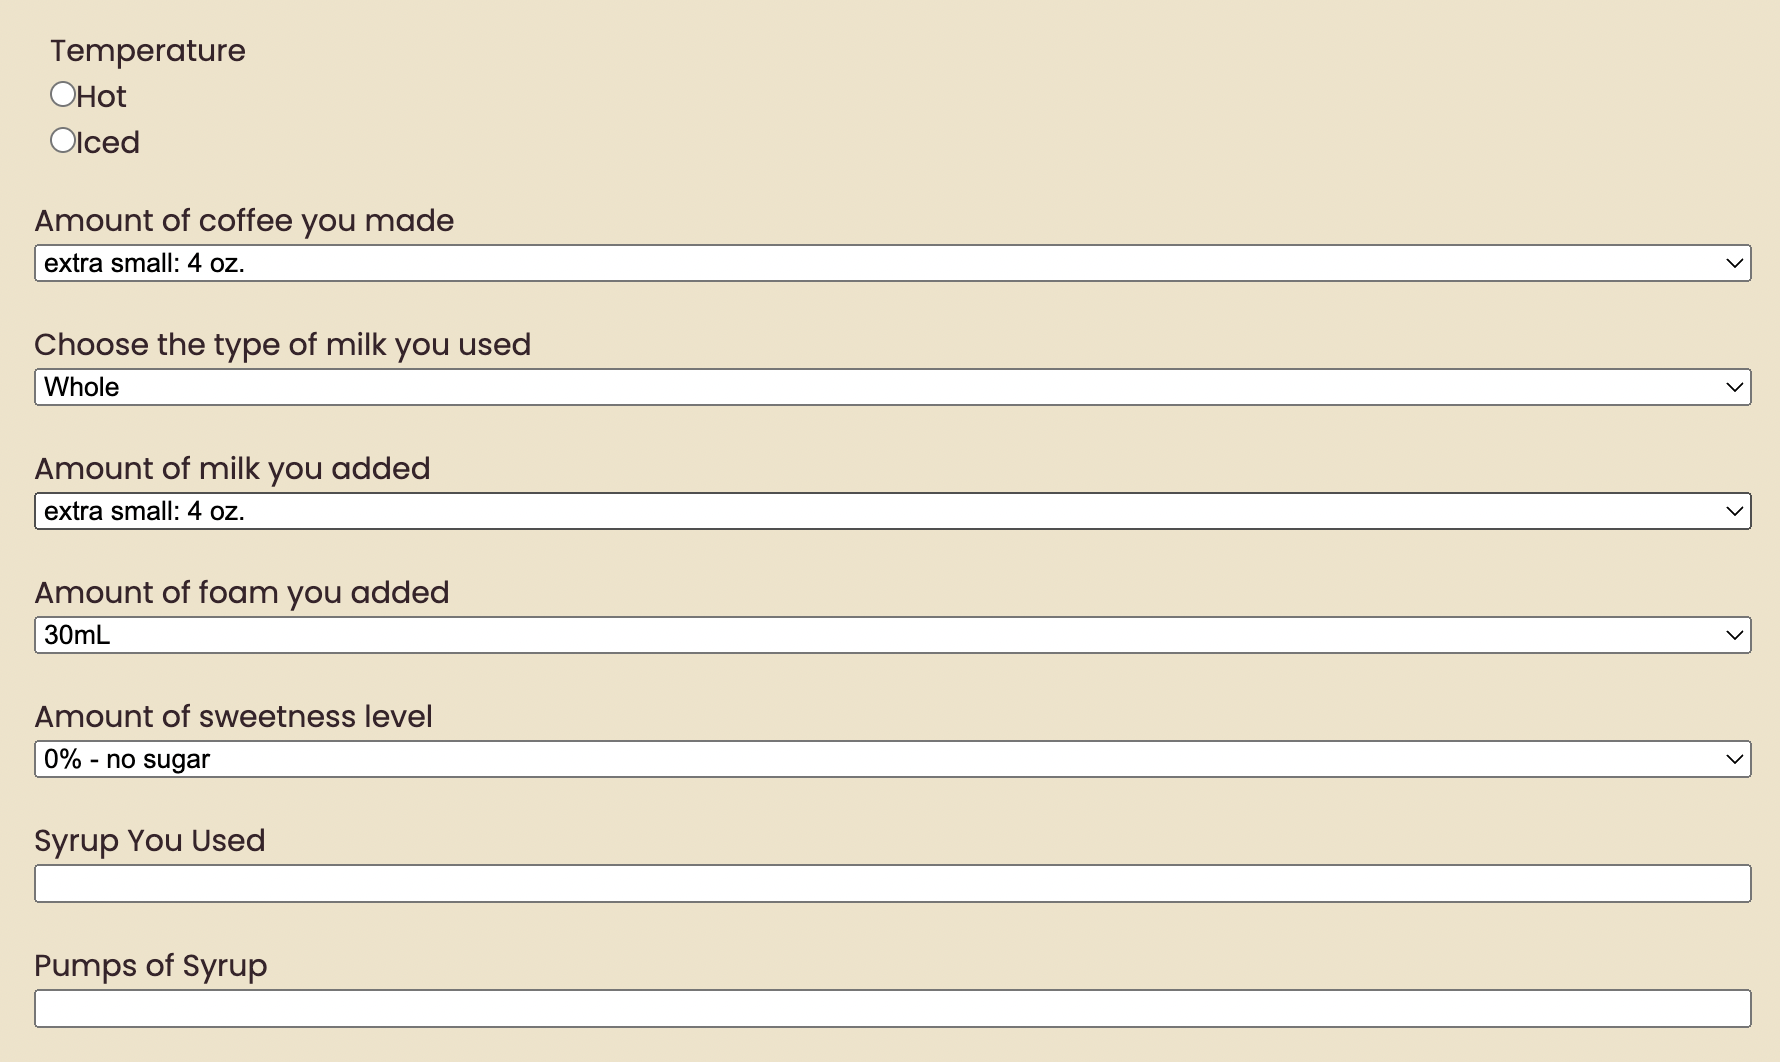 Temperature
Hot
Iced
Amount of coffee you made
extra small: 4 oz.
Choose the type of milk you used
Whole
Amount of milk you added
extra small: 4 oz.
Amount of foam you added
30mL
Amount of sweetness level
0% - no sugar
Syrup You Used
Pumps of Syrup